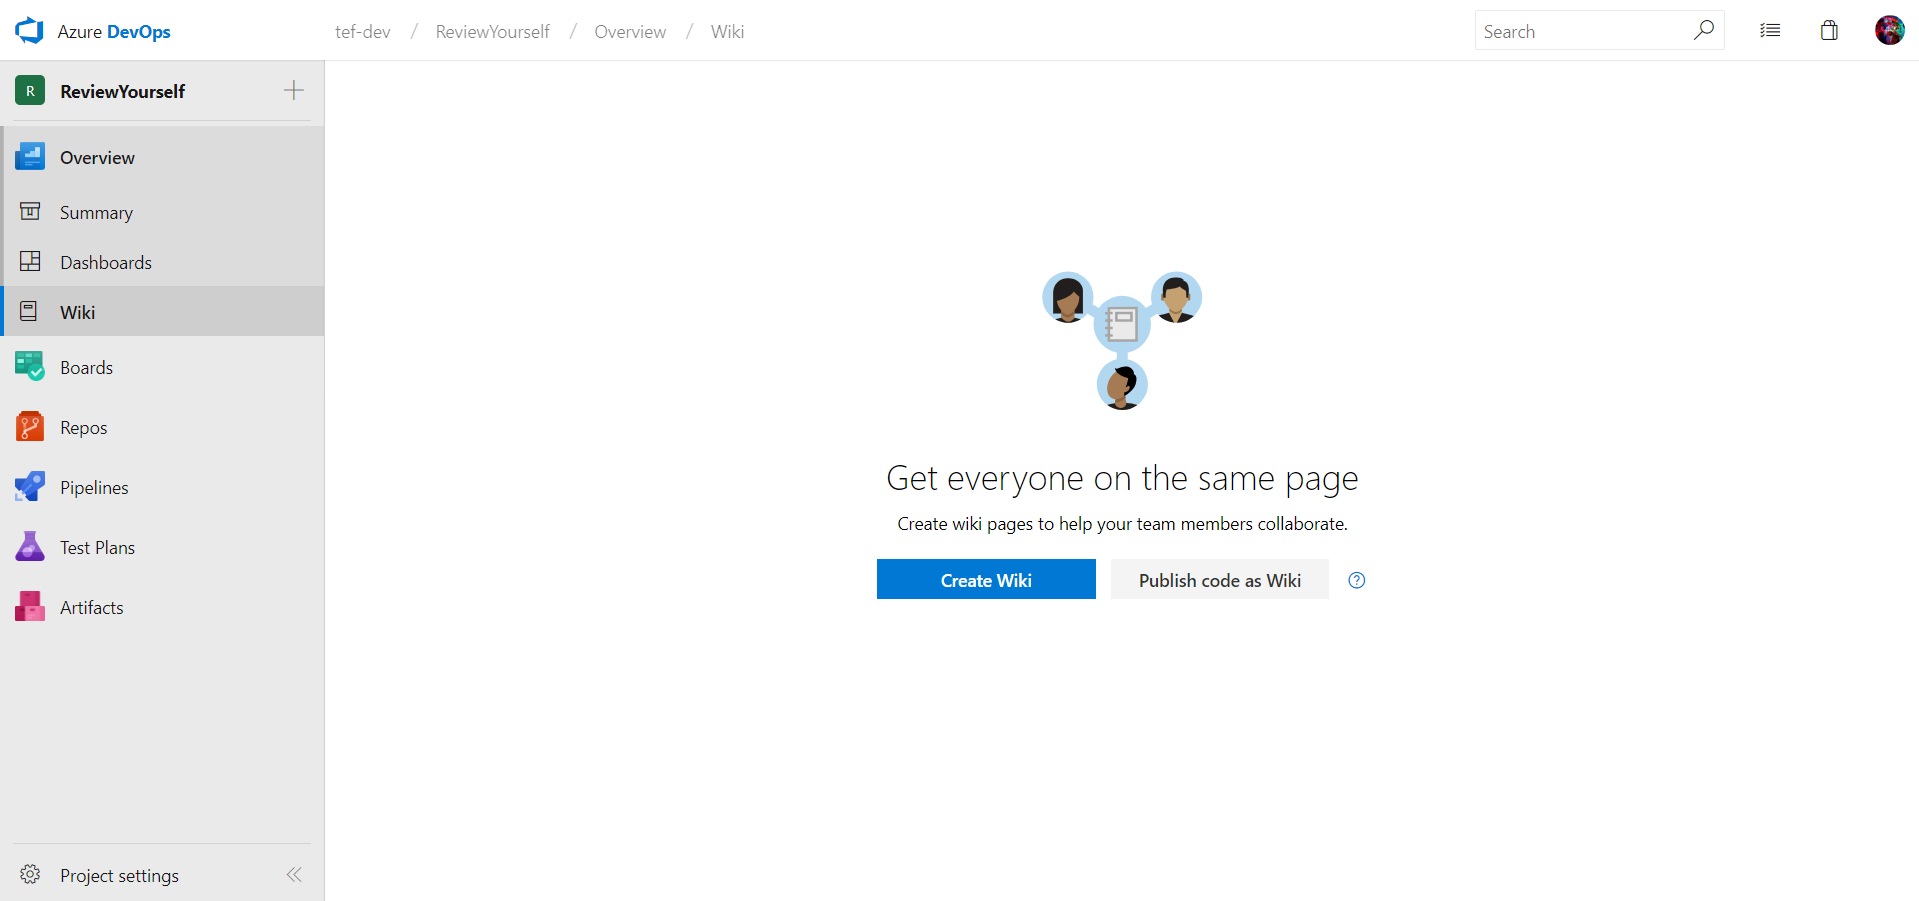 Azure DevOps
tef-dev / ReviewYourself / Overview / Wiki
Search
R ReviewYourself
Overview
Summary
Dashboards
Wiki
Boards
Repos
Pipelines
Test Plans
Artifacts
Project settings
Get everyone on the same page
Create wiki pages to help your team members collaborate.
Create Wiki
Publish code as Wiki
?